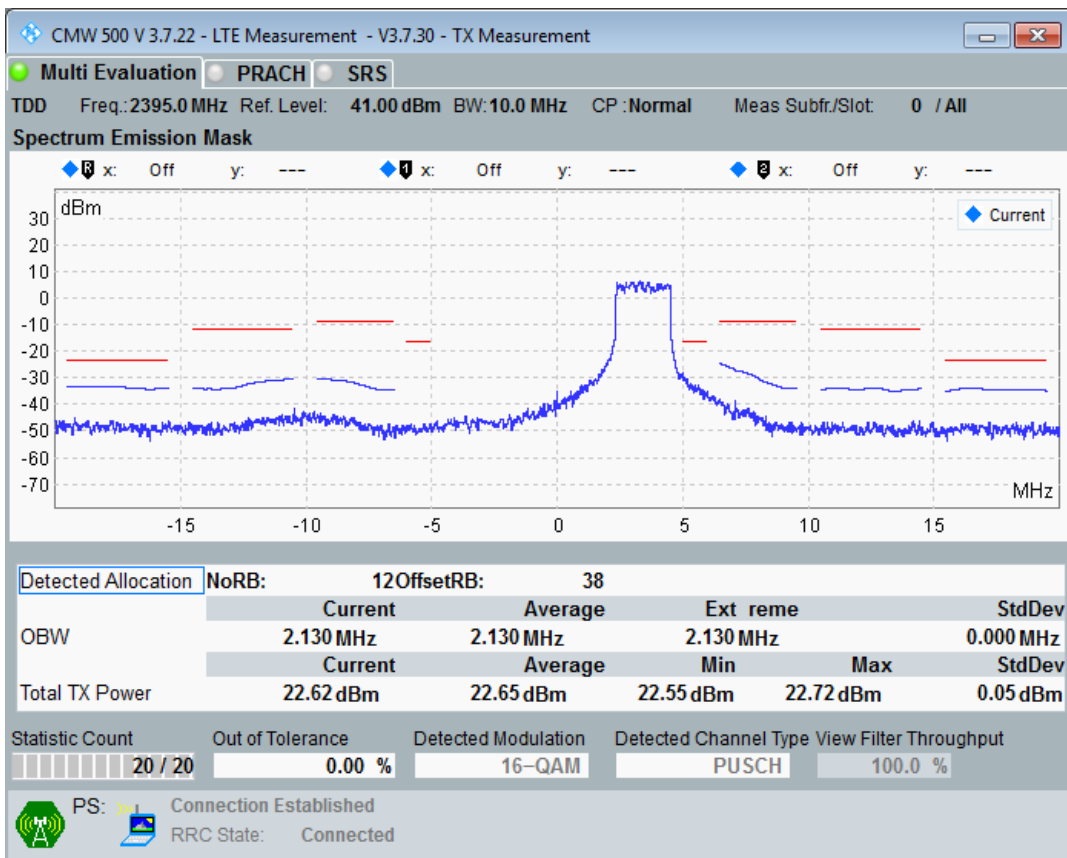 CMW 500 V 3.7.22 - LTE Measurement - V3.7.30 - TX Measurement
Multi Evaluation PRACH SRS
TDD Freq.:2395.0 MHz Ref. Level: 41.00 dBm BW:10.0 MHz CP :Normal Meas Subfr./Slot: 0 / All
Spectrum Emission Mask
R x: Off y: --- 1 x: Off y: --- 2 x: Off y: ---
dBm
Current
30
20
10
0
-10
-20
-30
-40
-50
-60
-70
MHz
-15 -10 -5 0 5 10 15
Detected Allocation NoRB: 12OffsetRB: 38
Current Average Ext reme StdDev
OBW 2.130 MHz 2.130 MHz 2.130 MHz 0.000 MHz
Current Average Min Max StdDev
Total TX Power 22.62 dBm 22.65 dBm 22.55 dBm 22.72 dBm 0.05 dBm
Statistic Count Out of Tolerance Detected Modulation Detected Channel Type View Filter Throughput
20 / 20 0.00 % 16-QAM PUSCH 100.0 %
PS: Connection Established
RRC State: Connected